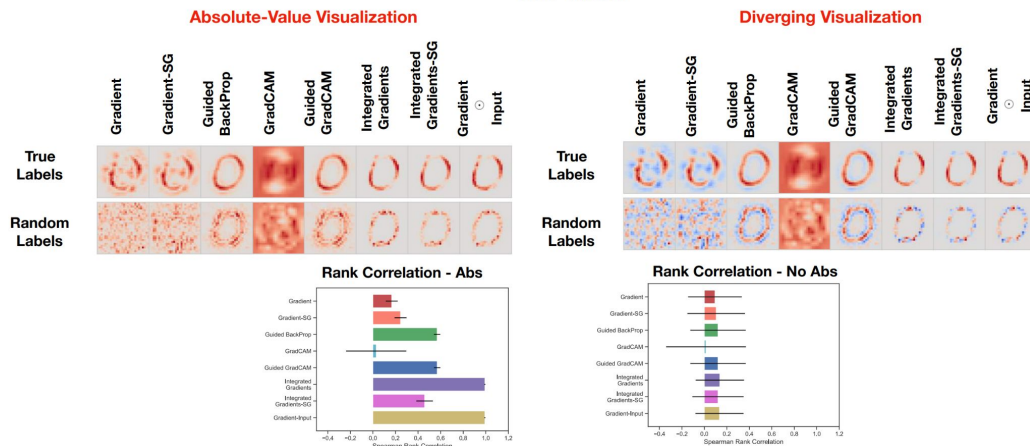 Absolute-Value Visualization
Gradient
Gradient-SG
Guided
BackProp
GradCAM
Guided
GradCAM
Integrated
Gradients
Integrated
Gradients-SG
Gradient
⊙
Input
True
Labels
Random
Labels
Rank Correlation - Abs
Gradient
Gradient-SG
Guided BackProp
GradCAM
Guided GradCAM
Integrated
Gradients
Integrated
Gradients-SG
Gradient-Input
−0,4 −0,2 0,0 0,2 0,4 0,6 0,8 1,0 1,2
Spearman Rank Correlation
Diverging Visualization
Gradient
Gradient-SG
Guided
BackProp
GradCAM
Guided
GradCAM
Integrated
Gradients
Integrated
Gradients-SG
Gradient
⊙
Input
True
Labels
Random
Labels
Rank Correlation - No Abs
Gradient
Gradient-SG
Guided BackProp
GradCAM
Guided GradCAM
Integrated
Gradients
Integrated
Gradients-SG
Gradient-Input
−0,4 −0,2 0,0 0,2 0,4 0,6 0,8 1,0 1,2
Spearman Rank Correlation